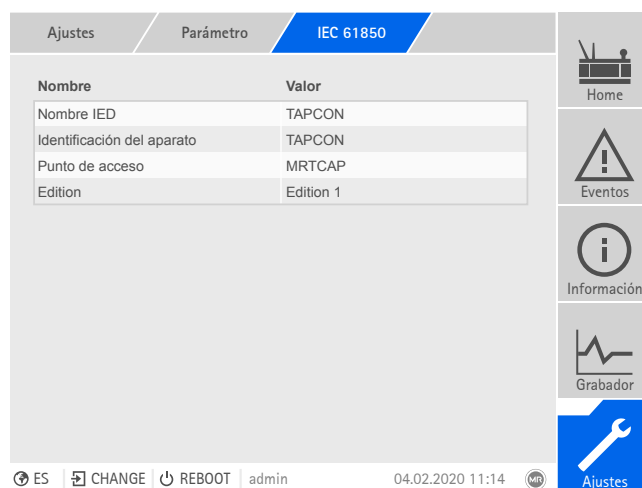 Ajustes Parámetro IEC 61850
Nombre Valor
Nombre IED TAPCON
Identificación del aparato TAPCON
Punto de acceso MRTCAP
Edition Edition 1
Home
Eventos
Información
Grabador
Ajustes
ES CHANGE REBOOT admin 04.02.2020 11:14 MR